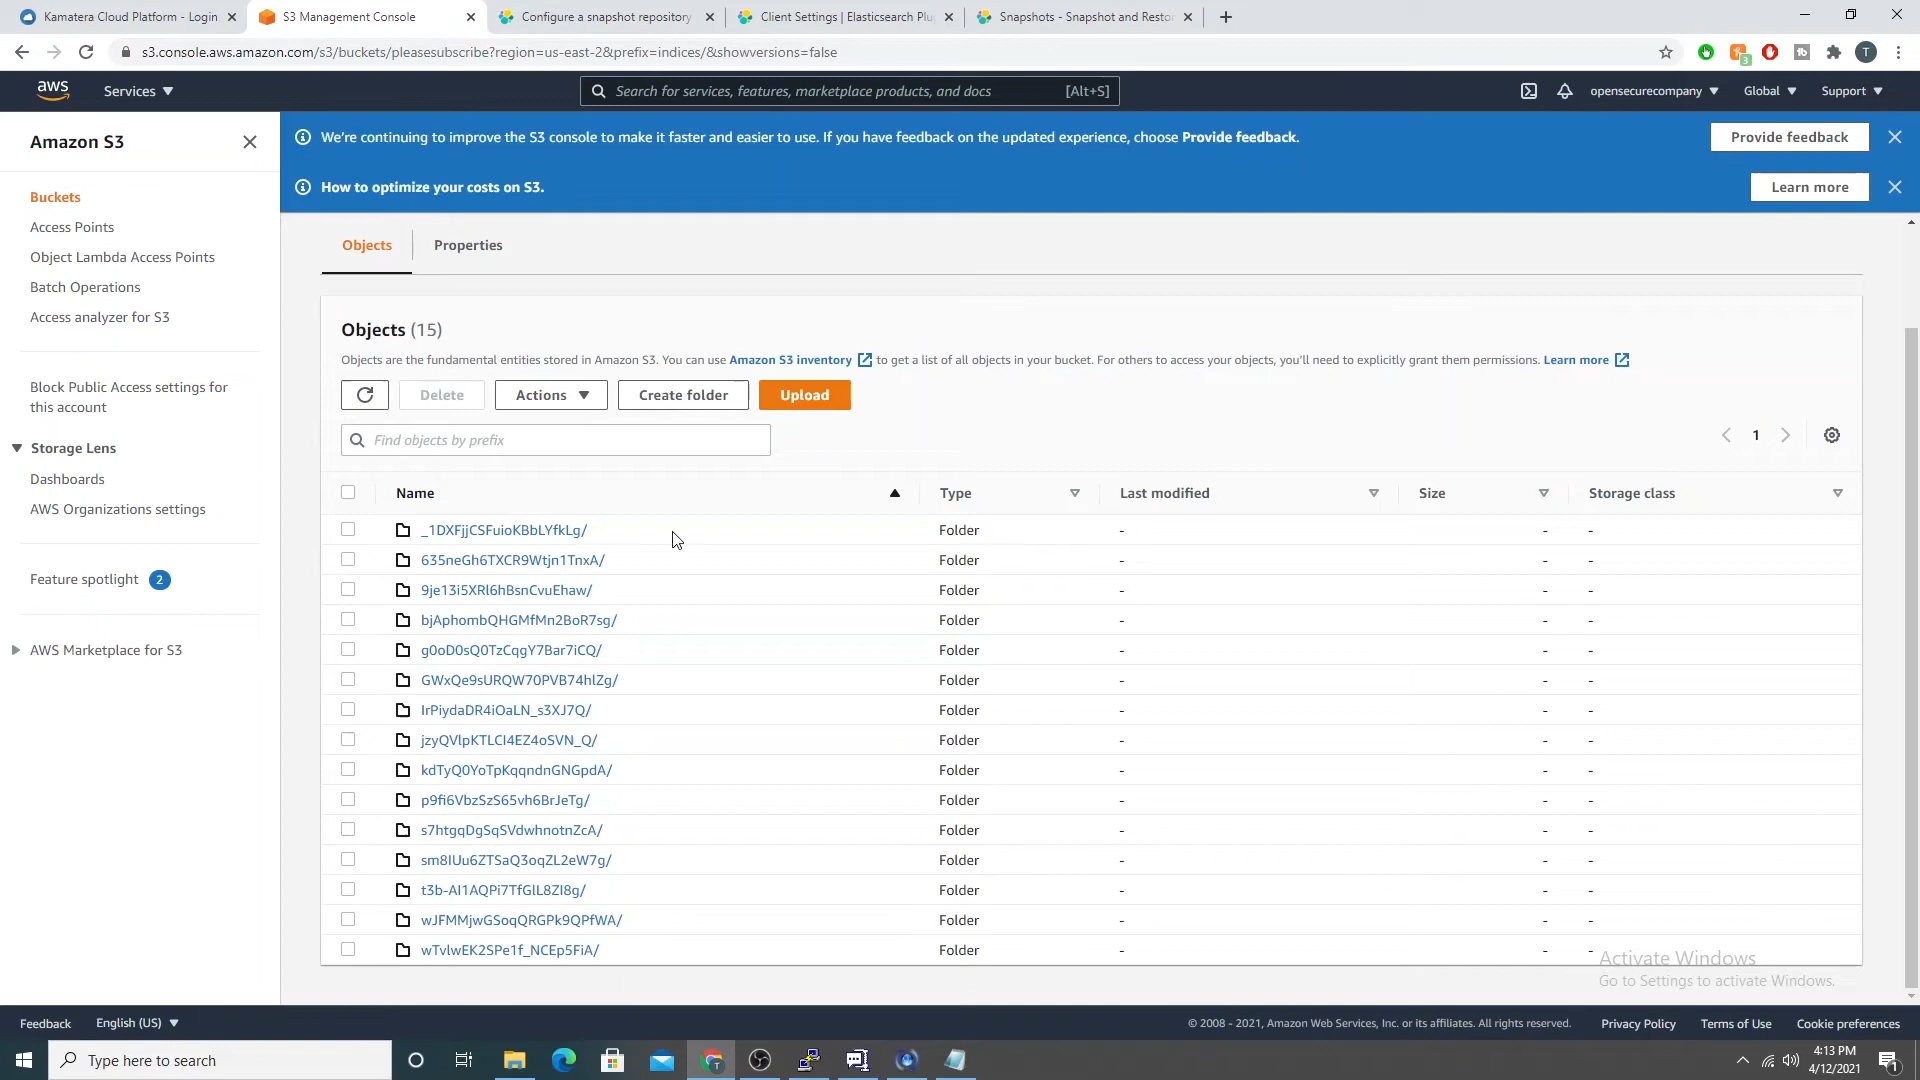 Kamatera Cloud Platform - Login
S3 Management Console
Configure a snapshot repository
Client Settings | Elasticsearch Plu
Snapshots - Snapshot and Resto
s3.console.aws.amazon.com/s3/buckets/pleasesubscribe?region=us-east-2&prefix=indices/&showversions=false
3
T
aws
Services
Search for services, features, marketplace products, and docs
[Alt+S]
opensecurecompany
Global
Support
Amazon S3
We're continuing to improve the S3 console to make it faster and easier to use. If you have feedback on the updated experience, choose Provide feedback.
Provide feedback
How to optimize your costs on S3.
Learn more
Buckets
Access Points
Object Lambda Access Points
Batch Operations
Access analyzer for S3
Block Public Access settings for
this account
Storage Lens
Dashboards
AWS Organizations settings
Feature spotlight 2
AWS Marketplace for S3
Objects
Properties
Objects (15)
Objects are the fundamental entities stored in Amazon S3. You can use Amazon S3 inventory to get a list of all objects in your bucket. For others to access your objects, you'll need to explicitly grant them permissions. Learn more
Delete
Actions
Create folder
Upload
Find objects by prefix
1
Name Type Last modified Size Storage class
_1DXFjjCSFuioKBbLYfkLg/ Folder - - -
635neGh6TXCR9Wtjn1TnxA/ Folder - - -
9je13i5XRl6hBsnCvuEhaw/ Folder - - -
bjAphombQHGMfMn2BoR7sg/ Folder - - -
g0oD0sQ0TzCqgY7Bar7iCQ/ Folder - - -
GWxQe9sURQW70PVB74hlZg/ Folder - - -
IrPiydaDR4iOaLN_s3XJ7Q/ Folder - - -
jzyQVlpKTLCI4EZ4oSVN_Q/ Folder - - -
kdTyQ0YoTpKqqndnGNGpdA/ Folder - - -
p9fi6VbzSzS65vh6BrJeTg/ Folder - - -
s7htgqDgSqSVdwhnotnZcA/ Folder - - -
sm8IUu6ZTSaQ3oqZL2eW7g/ Folder - - -
t3b-AI1AQPi7TfGlL8ZI8g/ Folder - - -
wJFMMjwGSoqQRGPk9QPfWA/ Folder - - -
wTvlwEK2SPe1f_NCEp5FiA/ Folder - - -
Activate Windows
Go to Settings to activate Windows.
Feedback
English (US)
© 2008 - 2021, Amazon Web Services, Inc. or its affiliates. All rights reserved.
Privacy Policy
Terms of Use
Cookie preferences
Type here to search
4:13 PM
4/12/2021
1